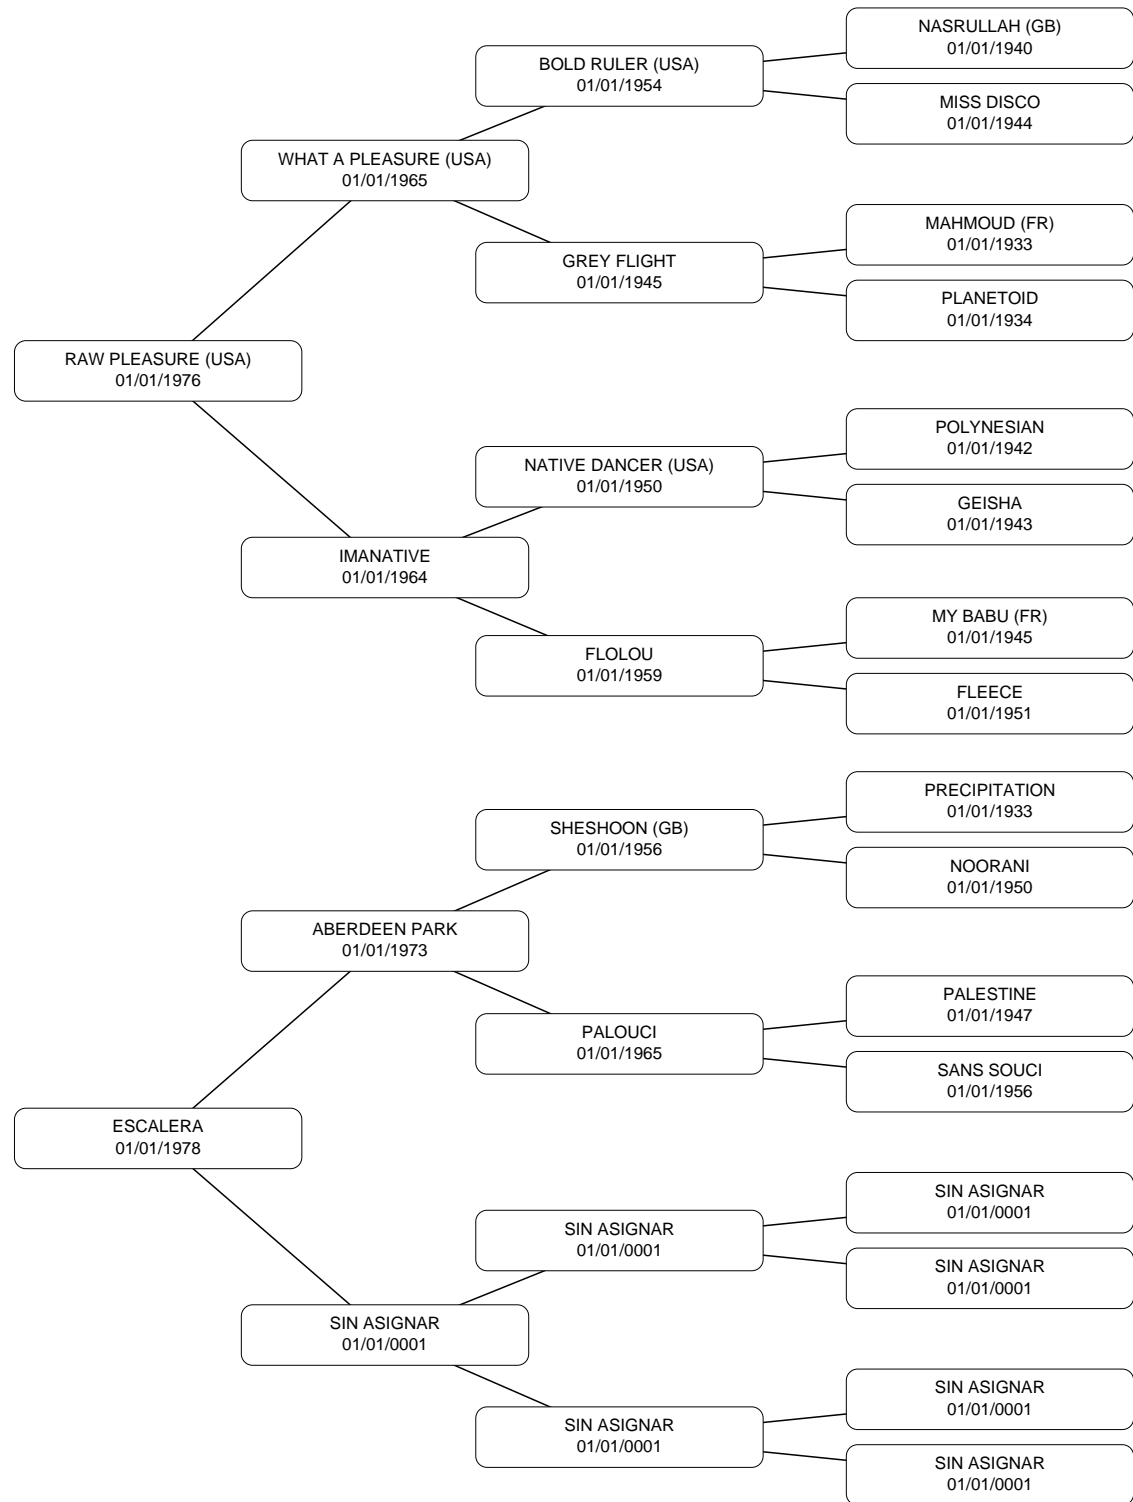 NASRULLAH (GB)
01/01/1940
BOLD RULER (USA)
01/01/1954
MISS DISCO
01/01/1944
WHAT A PLEASURE (USA)
01/01/1965
MAHMOUD (FR)
01/01/1933
GREY FLIGHT
01/01/1945
PLANETOID
01/01/1934
RAW PLEASURE (USA)
01/01/1976
POLYNESIAN
01/01/1942
NATIVE DANCER (USA)
01/01/1950
GEISHA
01/01/1943
IMANATIVE
01/01/1964
MY BABU (FR)
01/01/1945
FLOLOU
01/01/1959
FLEECE
01/01/1951
PRECIPITATION
01/01/1933
SHESHOON (GB)
01/01/1956
NOORANI
01/01/1950
ABERDEEN PARK
01/01/1973
PALESTINE
01/01/1947
PALOUCI
01/01/1965
SANS SOUCI
01/01/1956
ESCALERA
01/01/1978
SIN ASIGNAR
01/01/0001
SIN ASIGNAR
01/01/0001
SIN ASIGNAR
01/01/0001
SIN ASIGNAR
01/01/0001
SIN ASIGNAR
01/01/0001
SIN ASIGNAR
01/01/0001
SIN ASIGNAR
01/01/0001